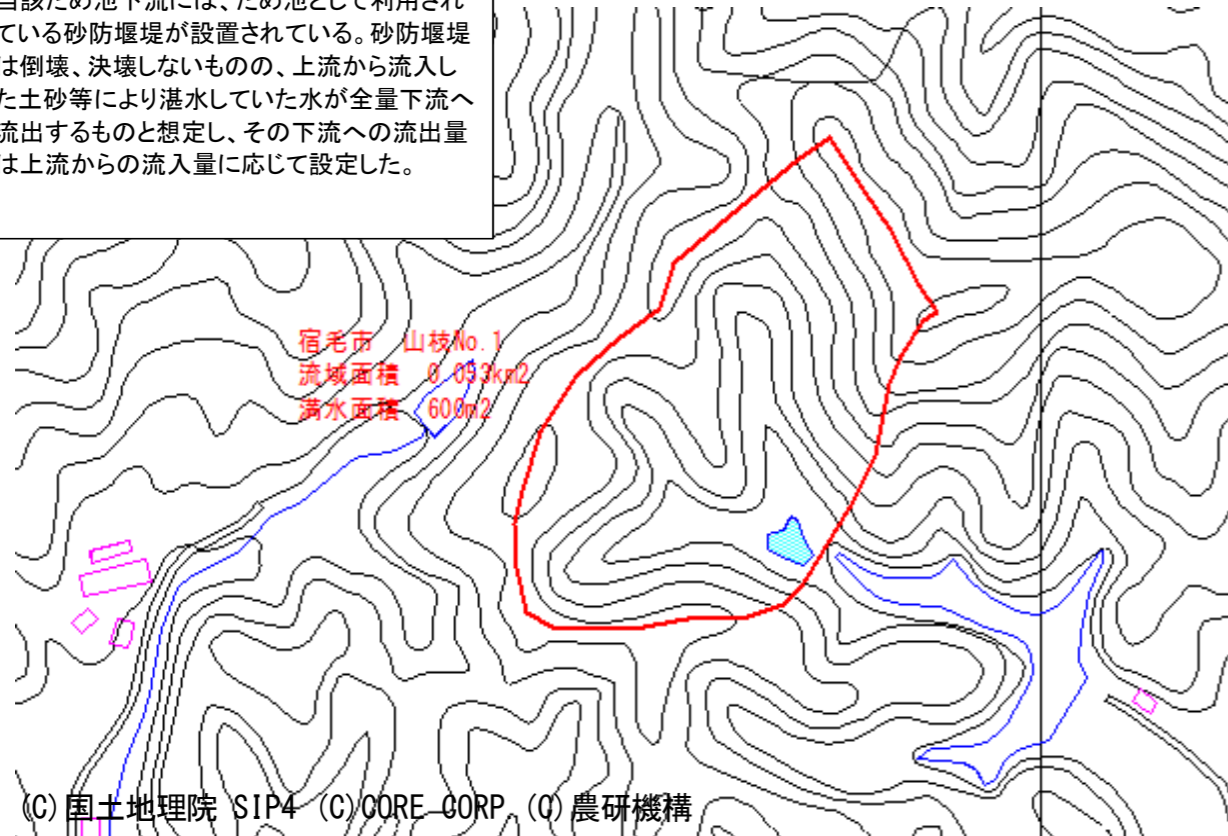 当該ため池下流には、ため池として利用され
ている砂防堰堤が設置されている。砂防堰堤
は倒壊、決壊しないものの、上流から流入し
た土砂等により湛水していた水が全量下流へ
流出するものと想定し、その下流への流出量
は上流からの流入量に応じて設定した。
宿毛市 山枝No.1
流域面積 0.093km2
満水面積 600m2
(C)国土地理院 SIP4 (C)CORE CORP (C)農研機構